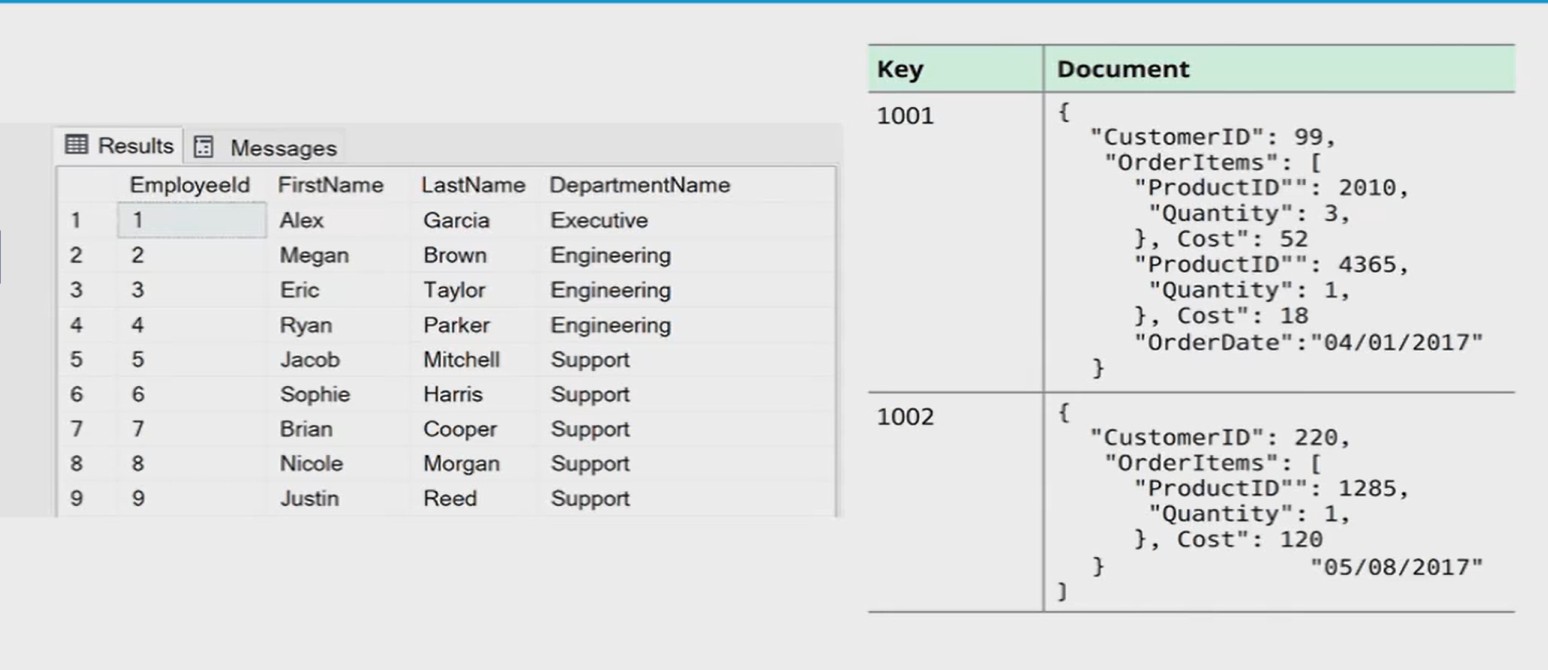 Results Messages
EmployeeId FirstName LastName DepartmentName
1 1 Alex Garcia Executive
2 2 Megan Brown Engineering
3 3 Eric Taylor Engineering
4 4 Ryan Parker Engineering
5 5 Jacob Mitchell Support
6 6 Sophie Harris Support
7 7 Brian Cooper Support
8 8 Nicole Morgan Support
9 9 Justin Reed Support
Key Document
1001 {
"CustomerID": 99,
"OrderItems": [
"ProductID"": 2010,
"Quantity": 3,
}, Cost": 52
"ProductID"": 4365,
"Quantity": 1,
}, Cost": 18
"OrderDate":"04/01/2017"
}
1002 {
"CustomerID": 220,
"OrderItems": [
"ProductID"": 1285,
"Quantity": 1,
}, Cost": 120
} "05/08/2017"
]